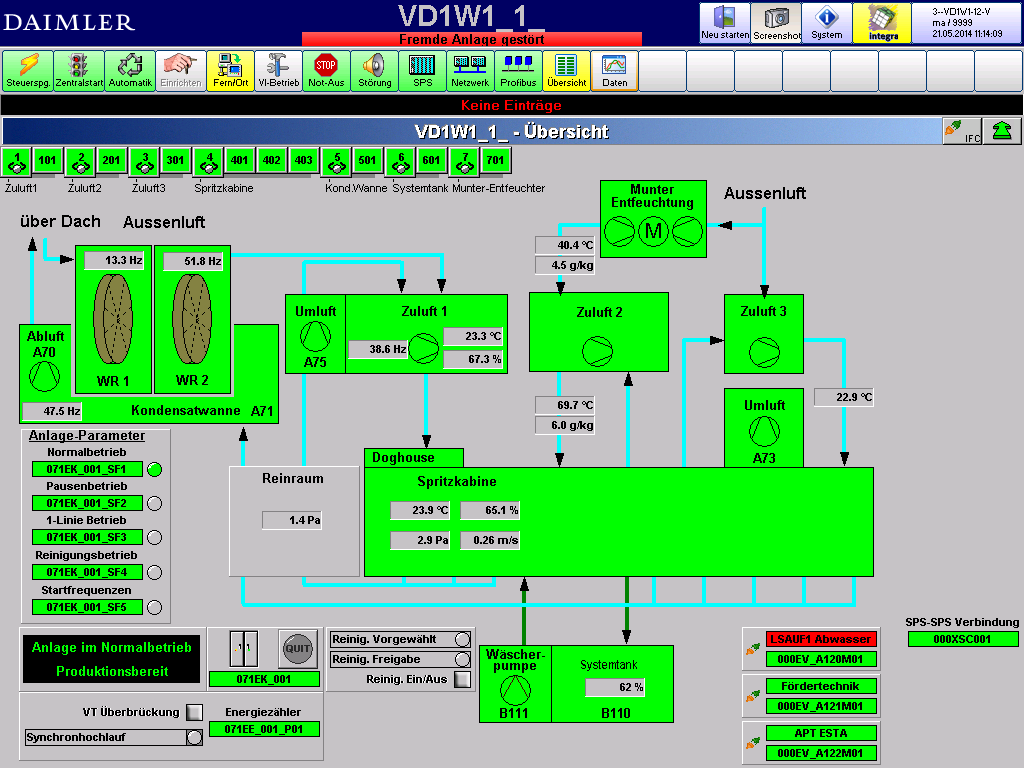 DAIMLER
VD1W1_1_
Fremde Anlage gestört
Neu starten
Screenshot
System
integra
3--VD1W1-12-V
ma / 9999
21.05.2014 11:14:09
Steuerspg.
Zentralstart
Automatik
Einrichten
Fern/Ort
VI-Betrieb
STOP
Not-Aus
Störung
SPS
Netzwerk
Profibus
Übersicht
Daten
Keine Einträge
VD1W1_1_ - Übersicht
IFC
1 101 2 201 3 301 4 401 402 403 5 501 6 601 7 701
Zuluft1 Zuluft2 Zuluft3 Spritzkabine Kond.Wanne Systemtank Munter-Entfeuchter
über Dach
Aussenluft
Munter
Entfeuchtung
M
Aussenluft
40.4 °C
4.5 g/kg
13.3 Hz
51.8 Hz
WR 1
WR 2
Abluft
A70
47.5 Hz
Kondensatwanne A71
Umluft
A75
Zuluft 1
38.6 Hz
23.3 °C
67.3 %
Zuluft 2
Zuluft 3
69.7 °C
6.0 g/kg
22.9 °C
Umluft
A73
Anlage-Parameter
Normalbetrieb
071EK_001_SF1
Pausenbetrieb
071EK_001_SF2
1-Linie Betrieb
071EK_001_SF3
Reinigungsbetrieb
071EK_001_SF4
Startfrequenzen
071EK_001_SF5
Reinraum
1.4 Pa
Doghouse
Spritzkabine
23.9 °C
65.1 %
2.9 Pa
0.26 m/s
Anlage im Normalbetrieb
Produktionsbereit
QUIT
071EK_001
VT Überbrückung
Synchronhochlauf
Energiezähler
071EE_001_P01
Reinig. Vorgewählt
Reinig. Freigabe
Reinig. Ein/Aus
Wäscher-
pumpe
B111
Systemtank
62 %
B110
LSAUF1 Abwasser
000EV_A120M01
Fördertechnik
000EV_A121M01
APT ESTA
000EV_A122M01
SPS-SPS Verbindung
000XSC001